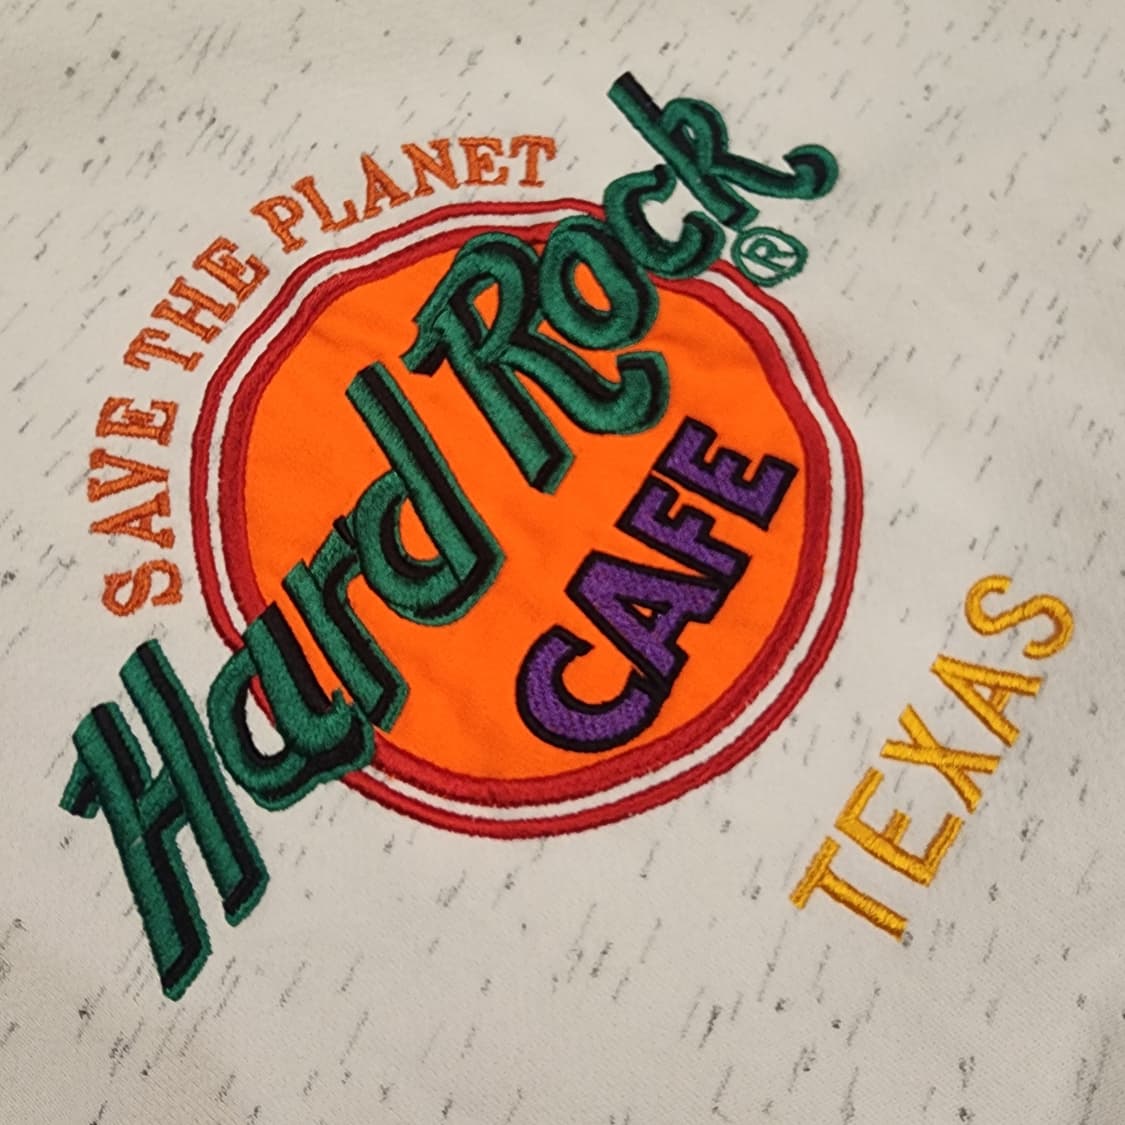 SAVE THE PLANET
Hard Rock ®
CAFE
TEXAS